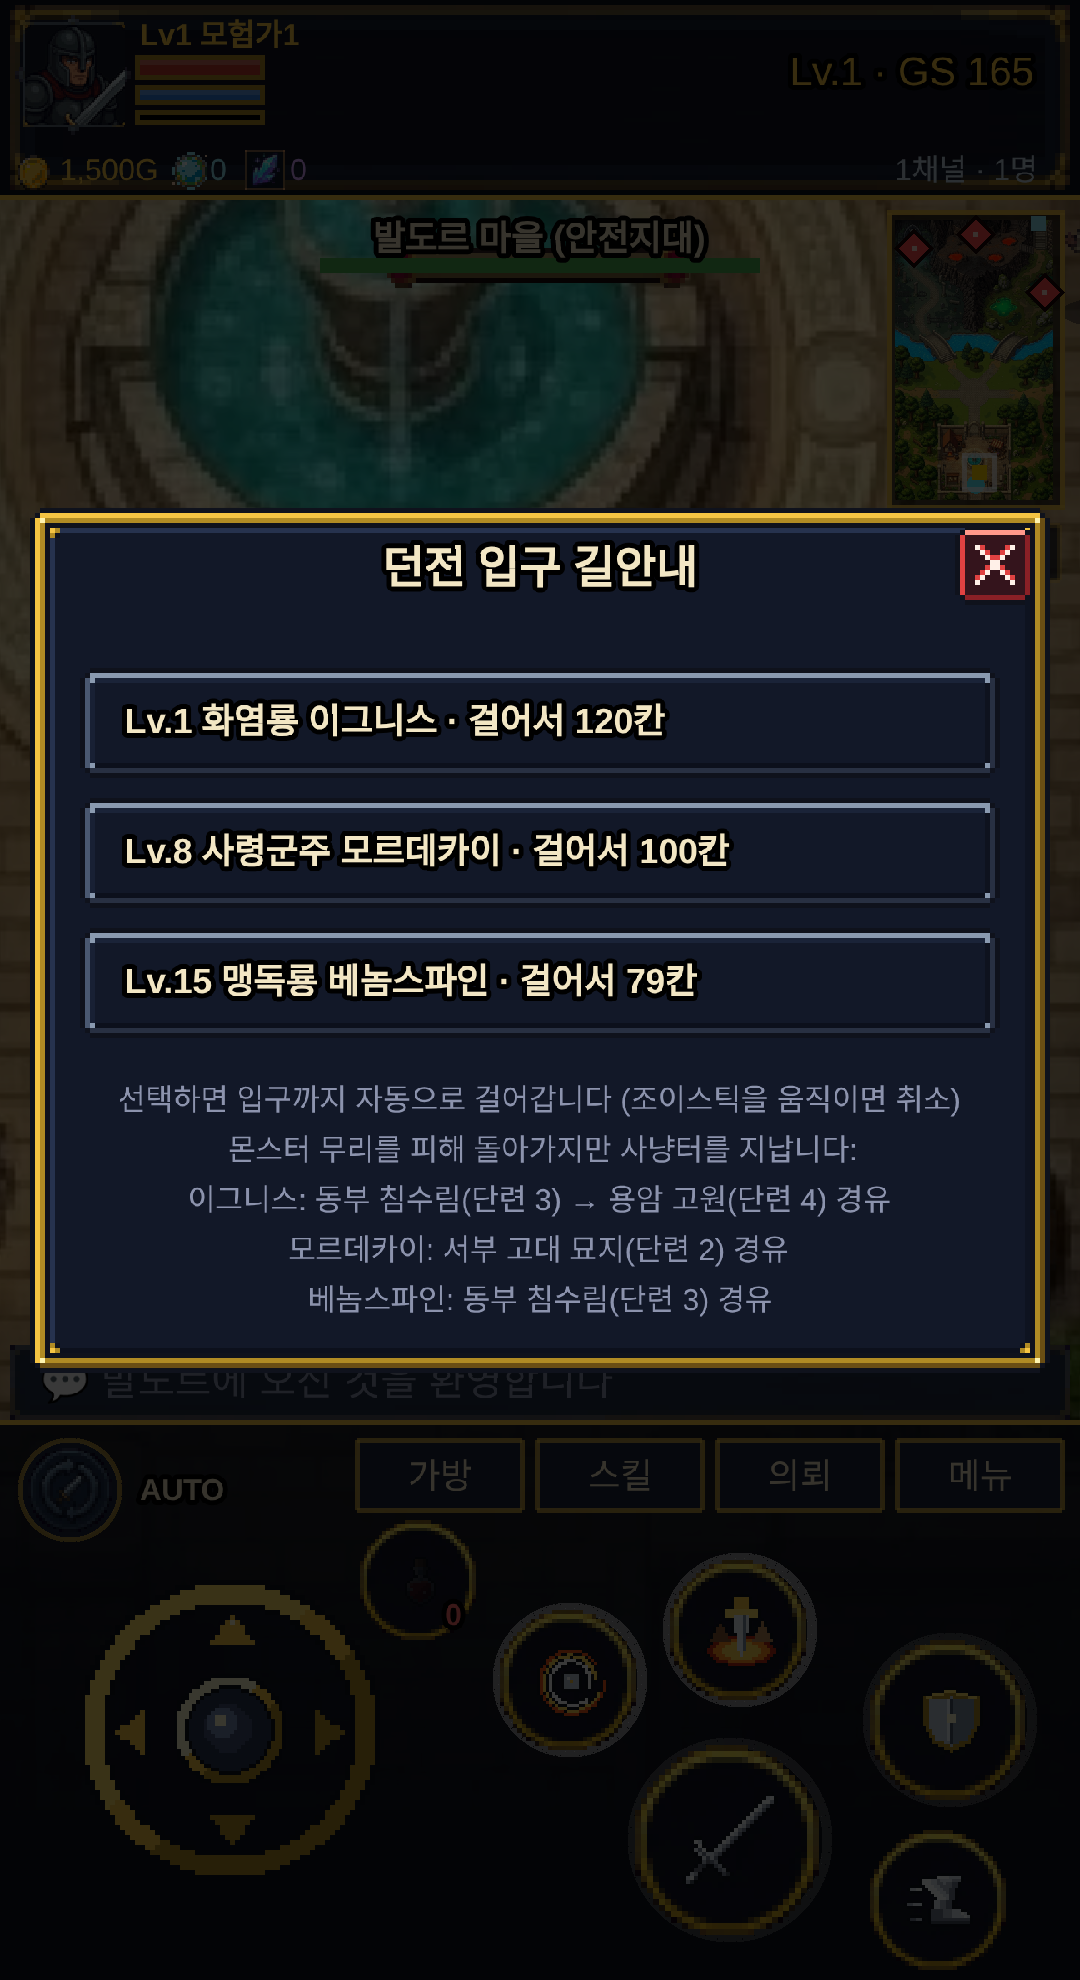 Lv1 모험가1
Lv.1 · GS 165
1,500G 0 0
1채널 · 1명
발도르 마을 (안전지대)
던전 입구 길안내
Lv.1 화염룡 이그니스 · 걸어서 120칸
Lv.8 사령군주 모르데카이 · 걸어서 100칸
Lv.15 맹독룡 베놈스파인 · 걸어서 79칸
선택하면 입구까지 자동으로 걸어갑니다 (조이스틱을 움직이면 취소)
몬스터 무리를 피해 돌아가지만 사냥터를 지납니다:
이그니스: 동부 침수림(단련 3) → 용암 고원(단련 4) 경유
모르데카이: 서부 고대 묘지(단련 2) 경유
베놈스파인: 동부 침수림(단련 3) 경유
발도르에 오신 것을 환영합니다
AUTO
가방
스킬
의뢰
메뉴
0